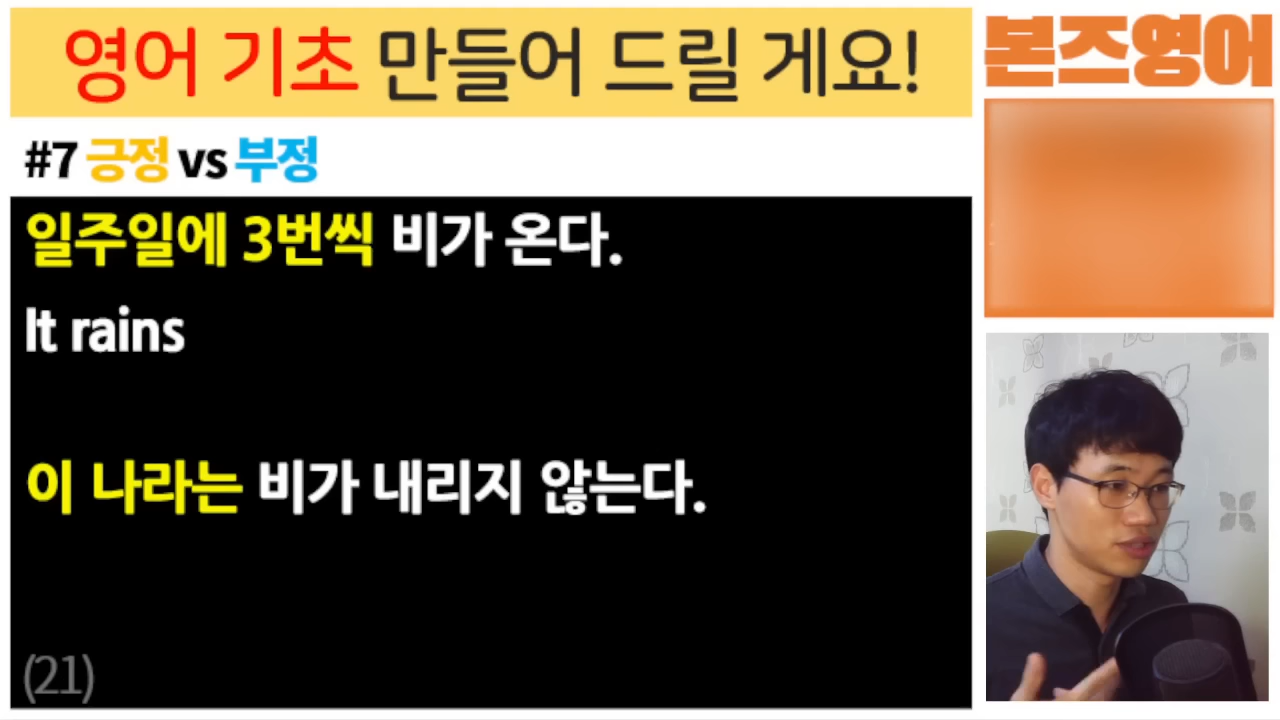 영어 기초 만들어 드릴 게요!
본즈영어
#7 긍정 vs 부정
일주일에 3번씩 비가 온다.
It rains
이 나라는 비가 내리지 않는다.
(21)